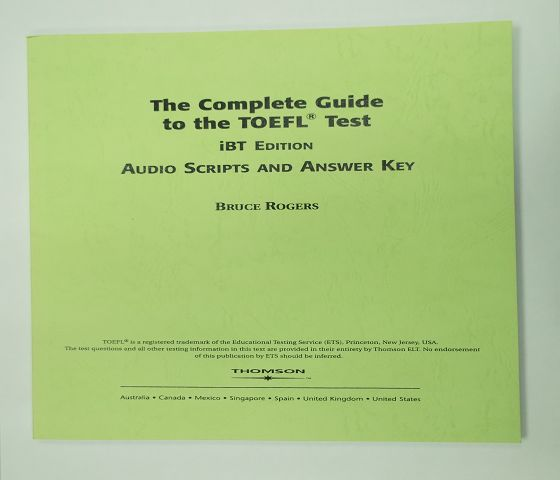 The Complete Guide
to the TOEFL® Test
iBT EDITION
AUDIO SCRIPTS AND ANSWER KEY
BRUCE ROGERS
TOEFL® is a registered trademark of the Educational Testing Service (ETS), Princeton, New Jersey, USA.
The test questions and all other testing information in this text are provided in their entirety by Thomson ELT. No endorsement
of this publication by ETS should be inferred.
THOMSON
™
Australia • Canada • Mexico • Singapore • Spain • United Kingdom • United States